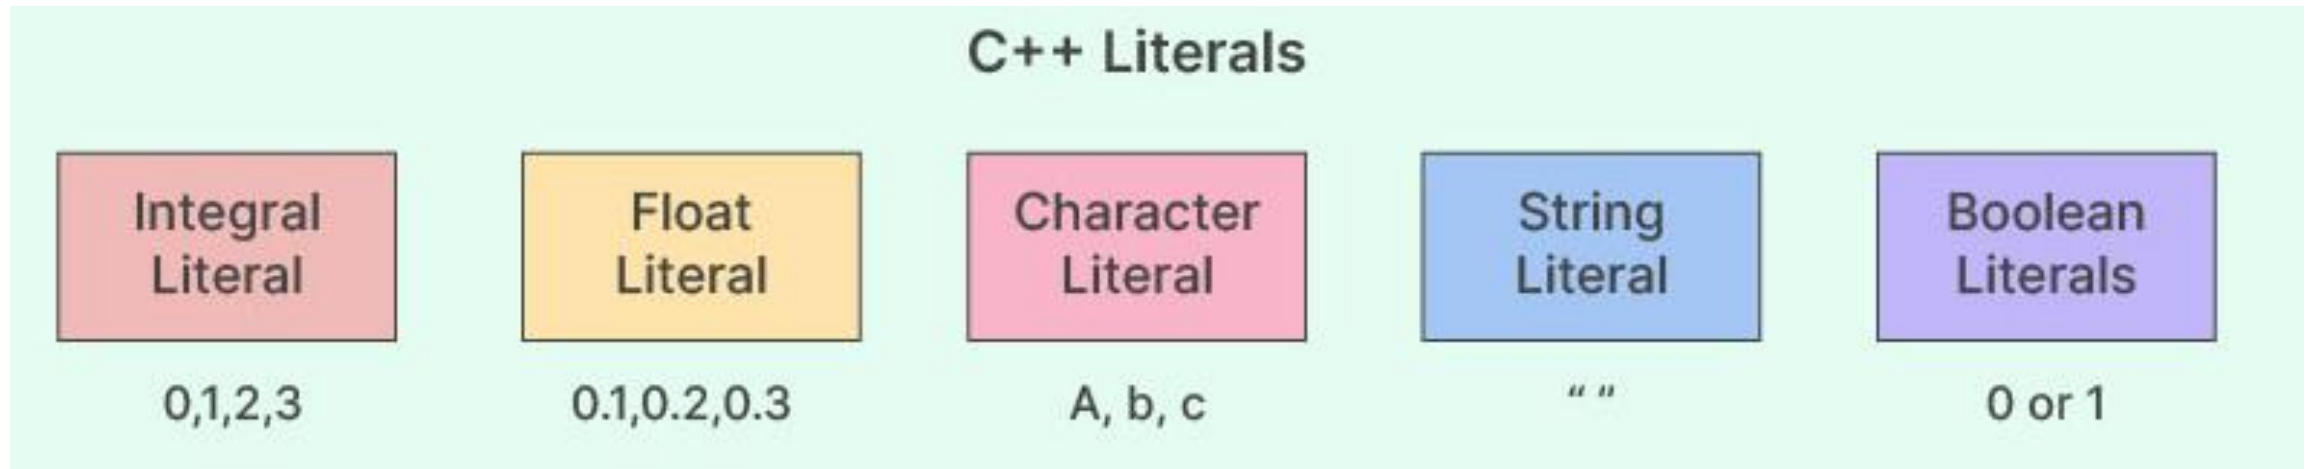 C++ Literals
Integral
Literal
Float
Literal
Character
Literal
String
Literal
Boolean
Literals
0,1,2,3
0.1,0.2,0.3
A, b, c
“ ”
0 or 1